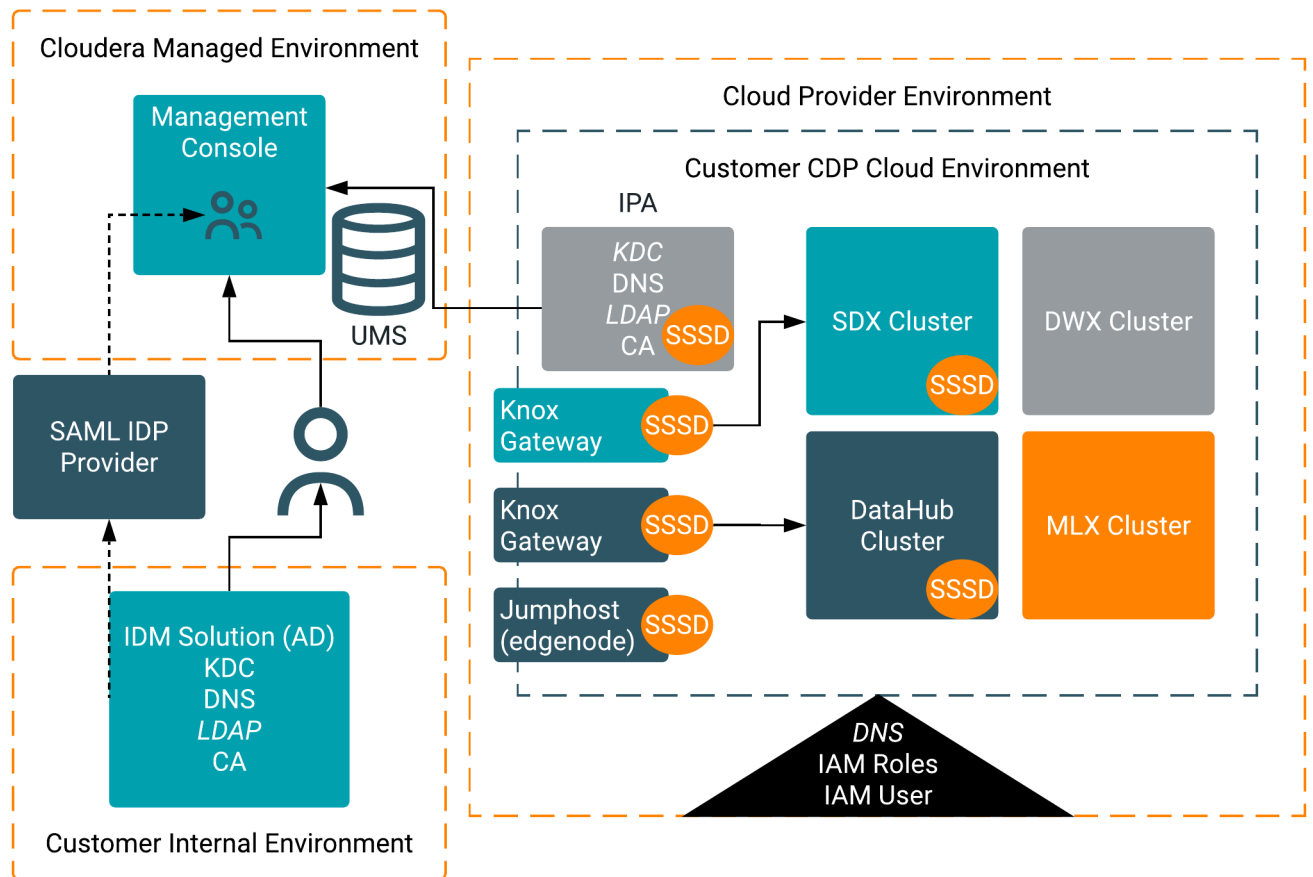 Cloudera Managed Environment
Management
Console
UMS
SAML IDP
Provider
IDM Solution (AD)
KDC
DNS
LDAP
CA
Customer Internal Environment
Cloud Provider Environment
Customer CDP Cloud Environment
IPA
KDC
DNS
LDAP
CA
SSSD
Knox
Gateway
SSSD
Knox
Gateway
SSSD
Jumphost
(edgenode)
SSSD
SDX Cluster
SSSD
DWX Cluster
DataHub
Cluster
SSSD
MLX Cluster
DNS
IAM Roles
IAM User